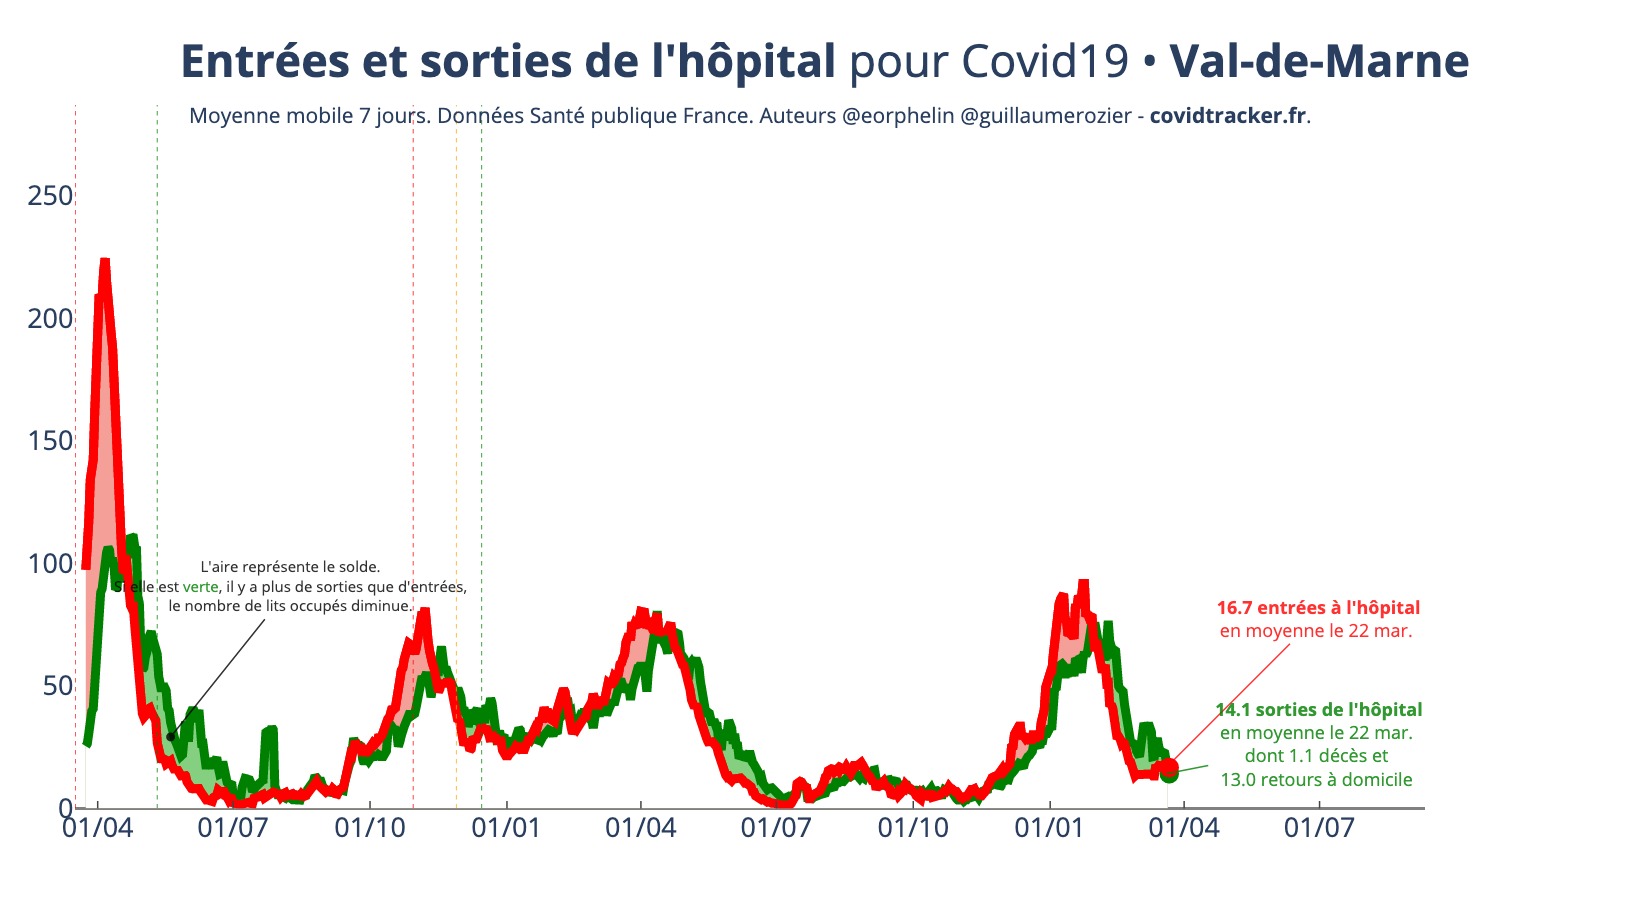 Entrées et sorties de l'hôpital pour Covid19 • Val-de-Marne
Moyenne mobile 7 jours. Données Santé publique France. Auteurs @eorphelin @guillaumerozier - covidtracker.fr.
250
200
150
100
50
0
L'aire représente le solde.
Si elle est verte, il y a plus de sorties que d'entrées,
le nombre de lits occupés diminue.
16.7 entrées à l'hôpital
en moyenne le 22 mar.
14.1 sorties de l'hôpital
en moyenne le 22 mar.
dont 1.1 décès et
13.0 retours à domicile
01/04 01/07 01/10 01/01 01/04 01/07 01/10 01/01 01/04 01/07